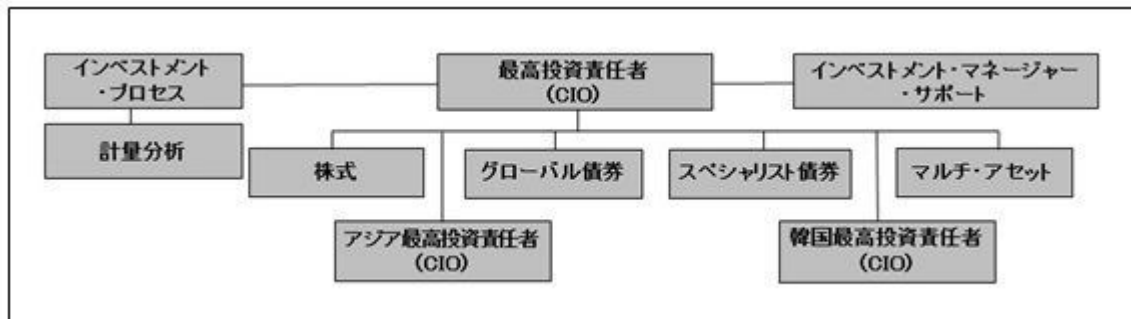 インベストメント
・プロセス
最高投資責任者
(CIO)
インベストメント・マネージャー
・サポート
計量分析
株式
グローバル債券
スペシャリスト債券
マルチ・アセット
アジア最高投資責任者
(CIO)
韓国最高投資責任者
(CIO)